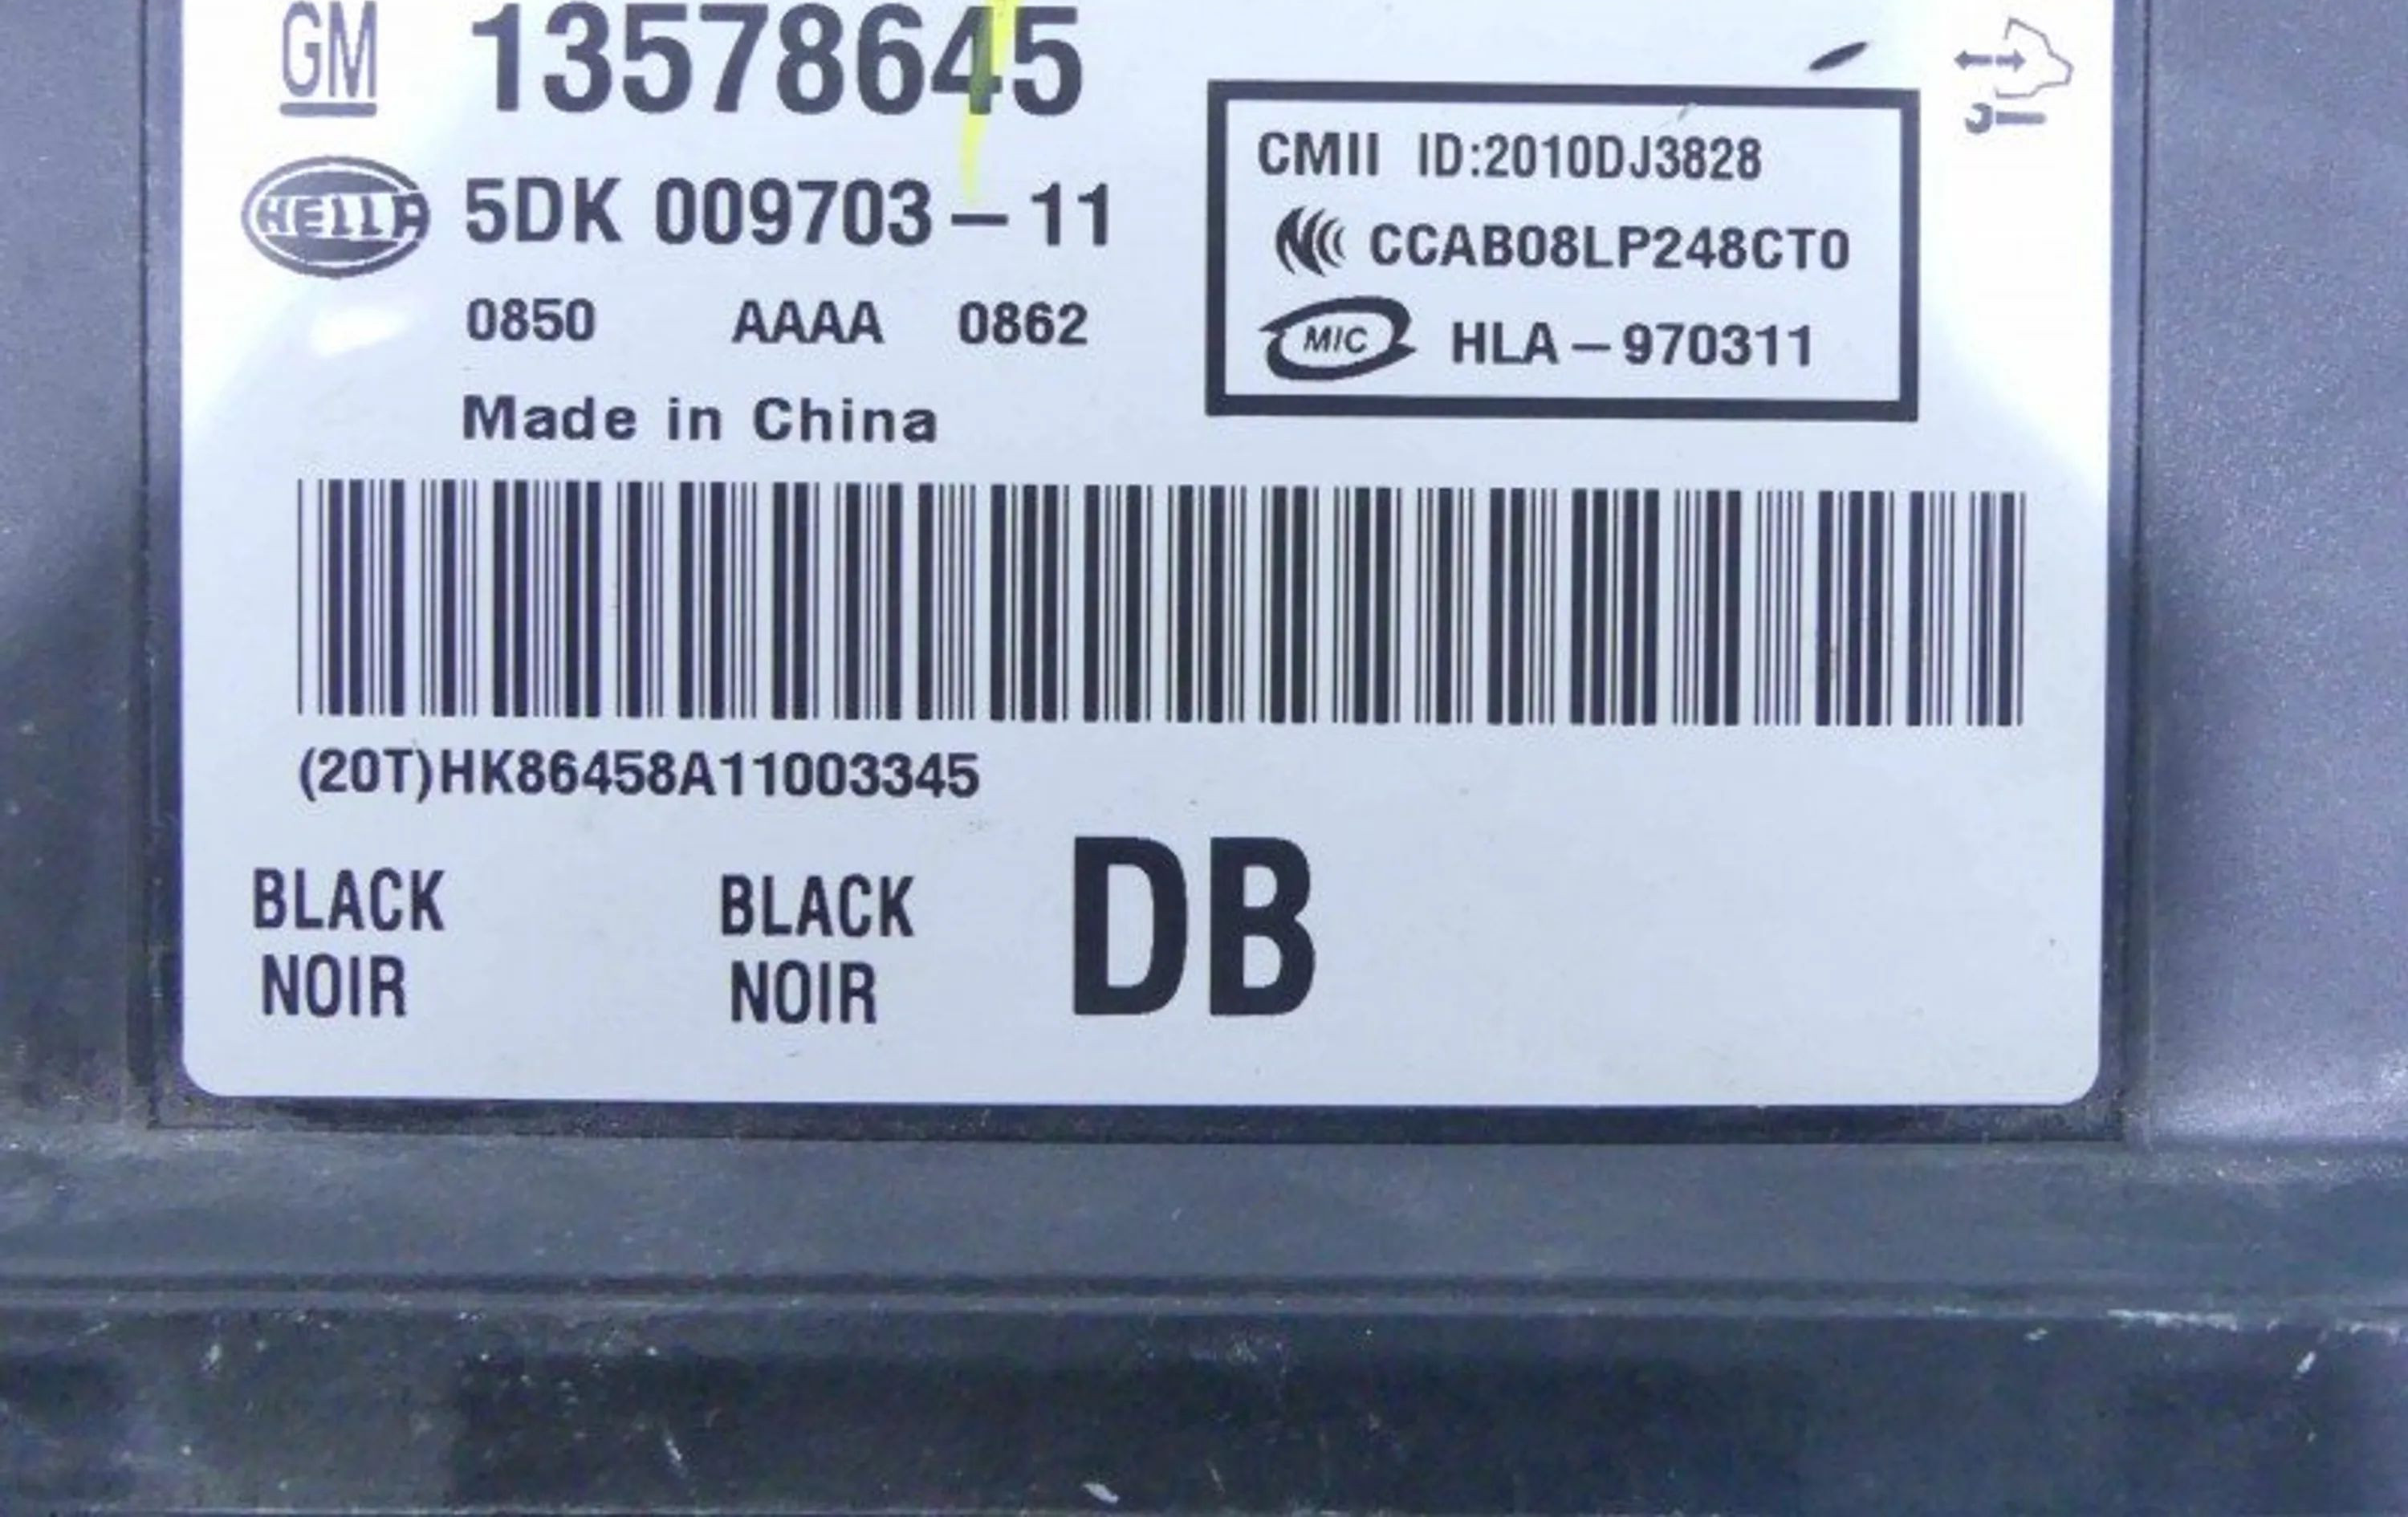 GM 13578645
HELLA 5DK 009703-11
0850 AAAA 0862
Made in China
CMII ID:2010DJ3828
CCAB08LP248CT0
MIC HLA-970311
(20T)HK86458A11003345
BLACK NOIR
BLACK NOIR
DB